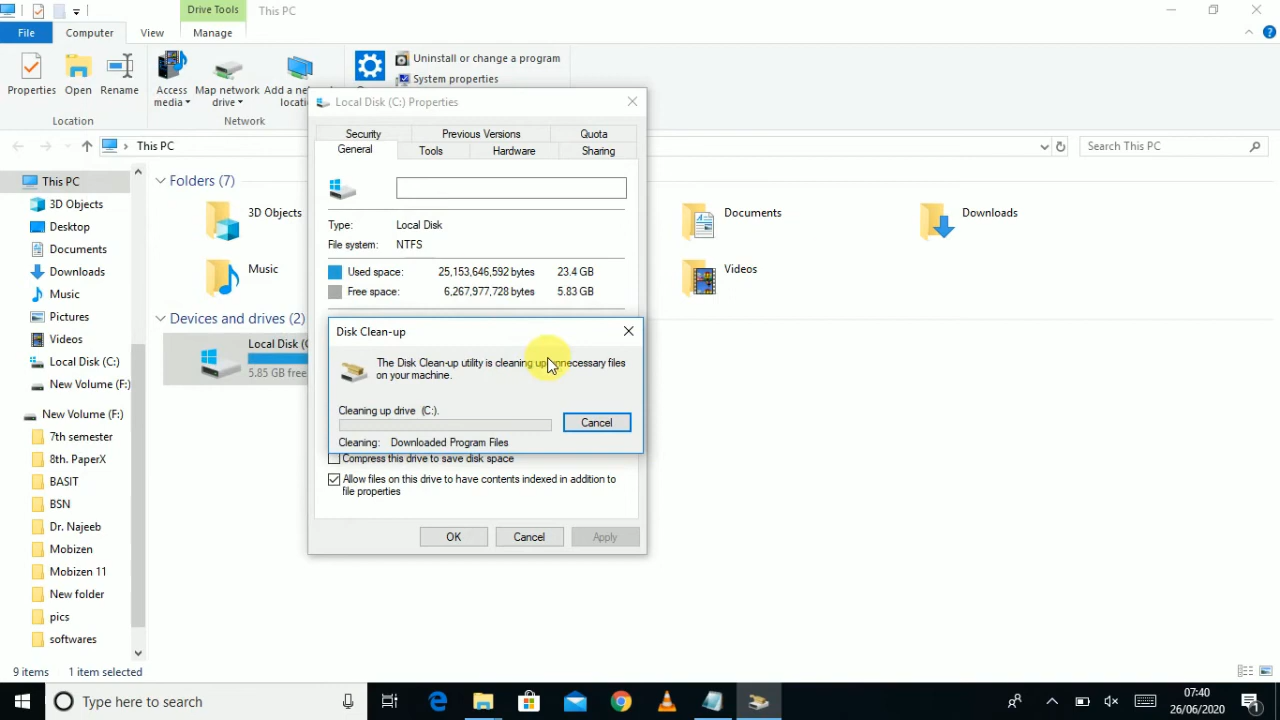 Drive Tools
This PC
File
Computer
View
Manage
Properties
Open
Rename
Access
media
Map network
drive
Add a ne
locati
Uninstall or change a program
System properties
Location
Network
This PC
Search This PC
This PC
3D Objects
Desktop
Documents
Downloads
Music
Pictures
Videos
Local Disk (C:)
New Volume (F:)
New Volume (F:)
7th semester
8th. PaperX
BASIT
BSN
Dr. Najeeb
Mobizen
Mobizen 11
New folder
pics
softwares
Folders (7)
3D Objects
Documents
Downloads
Music
Videos
Devices and drives (2)
Local Disk (
5.85 GB free
Local Disk (C:) Properties
Security
Previous Versions
Quota
General
Tools
Hardware
Sharing
Type:
Local Disk
File system:
NTFS
Used space:
25,153,646,592 bytes
23.4 GB
Free space:
6,267,977,728 bytes
5.83 GB
Disk Clean-up
The Disk Clean-up utility is cleaning up unnecessary files
on your machine.
Cleaning up drive (C:).
Cancel
Cleaning: Downloaded Program Files
Compress this drive to save disk space
Allow files on this drive to have contents indexed in addition to
file properties
OK
Cancel
Apply
9 items
1 item selected
Type here to search
07:40
26/06/2020
1